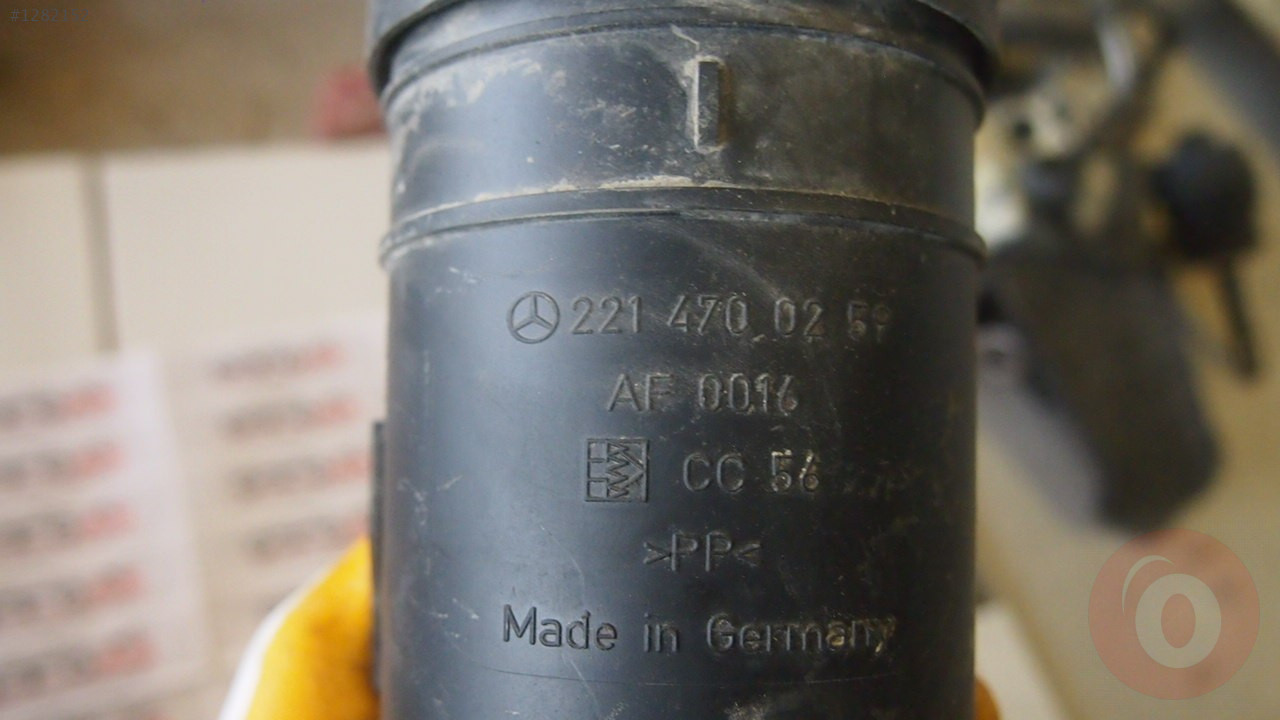 221 470 02 59
AF 0016
CC 56
>PP<
Made in Germany